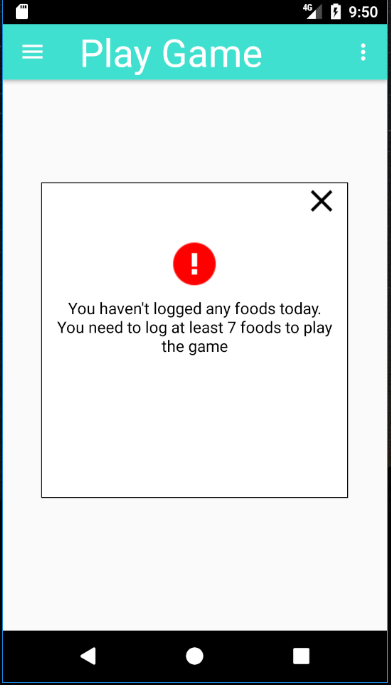 4G 9:50
Play Game
You haven't logged any foods today.
You need to log at least 7 foods to play
the game